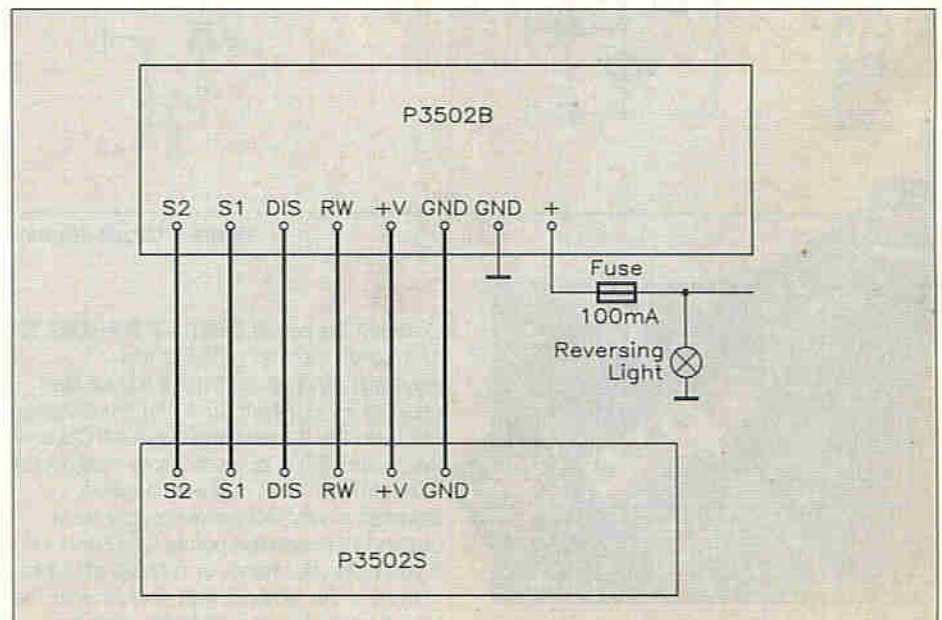 P3502B
S2 S1 DIS RW +V GND GND +
Fuse
100mA
Reversing
Light
S2 S1 DIS RW +V GND
P3502S